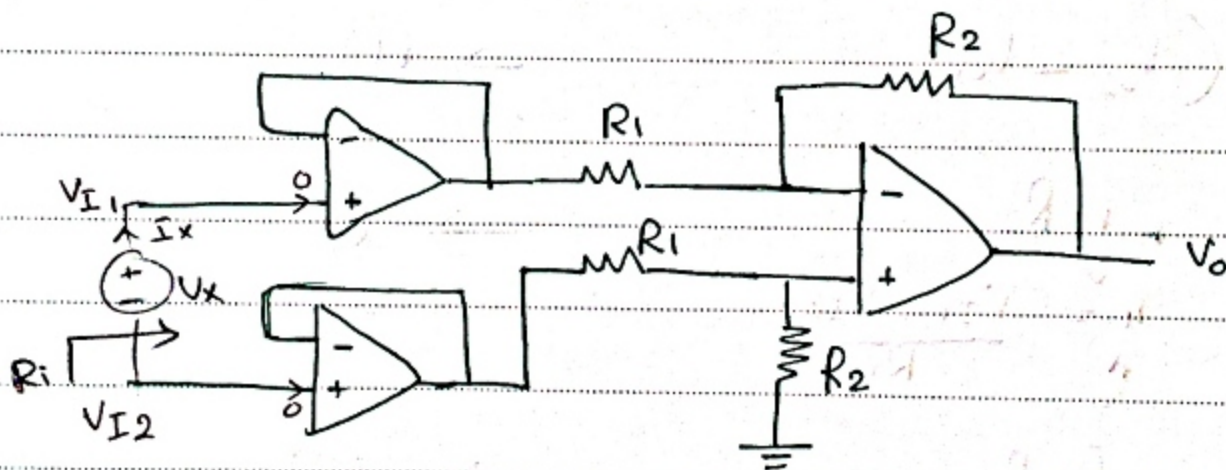 R2
R1
-
VI1
0
+
Ix
R1
-
Vo
+
-
Vx
+
-
Ri
+
0
R2
VI2